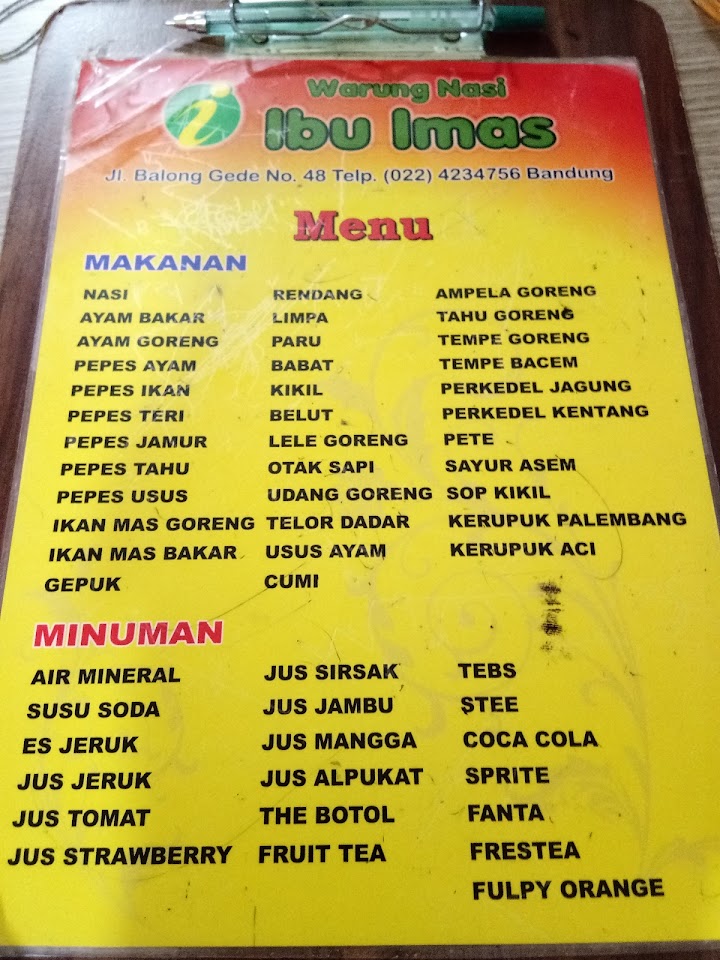 i
Warung Nasi
Ibu Imas
Jl. Balong Gede No. 48 Telp. (022) 4234756 Bandung
Menu
MAKANAN
NASI
AYAM BAKAR
AYAM GORENG
PEPES AYAM
PEPES IKAN
PEPES TERI
PEPES JAMUR
PEPES TAHU
PEPES USUS
IKAN MAS GORENG
IKAN MAS BAKAR
GEPUK
RENDANG
LIMPA
PARU
BABAT
KIKIL
BELUT
LELE GORENG
OTAK SAPI
UDANG GORENG
TELOR DADAR
USUS AYAM
CUMI
AMPELA GORENG
TAHU GORENG
TEMPE GORENG
TEMPE BACEM
PERKEDEL JAGUNG
PERKEDEL KENTANG
PETE
SAYUR ASEM
SOP KIKIL
KERUPUK PALEMBANG
KERUPUK ACI
MINUMAN
AIR MINERAL
SUSU SODA
ES JERUK
JUS JERUK
JUS TOMAT
JUS STRAWBERRY
JUS SIRSAK
JUS JAMBU
JUS MANGGA
JUS ALPUKAT
THE BOTOL
FRUIT TEA
TEBS
STEE
COCA COLA
SPRITE
FANTA
FRESTEA
FULPY ORANGE